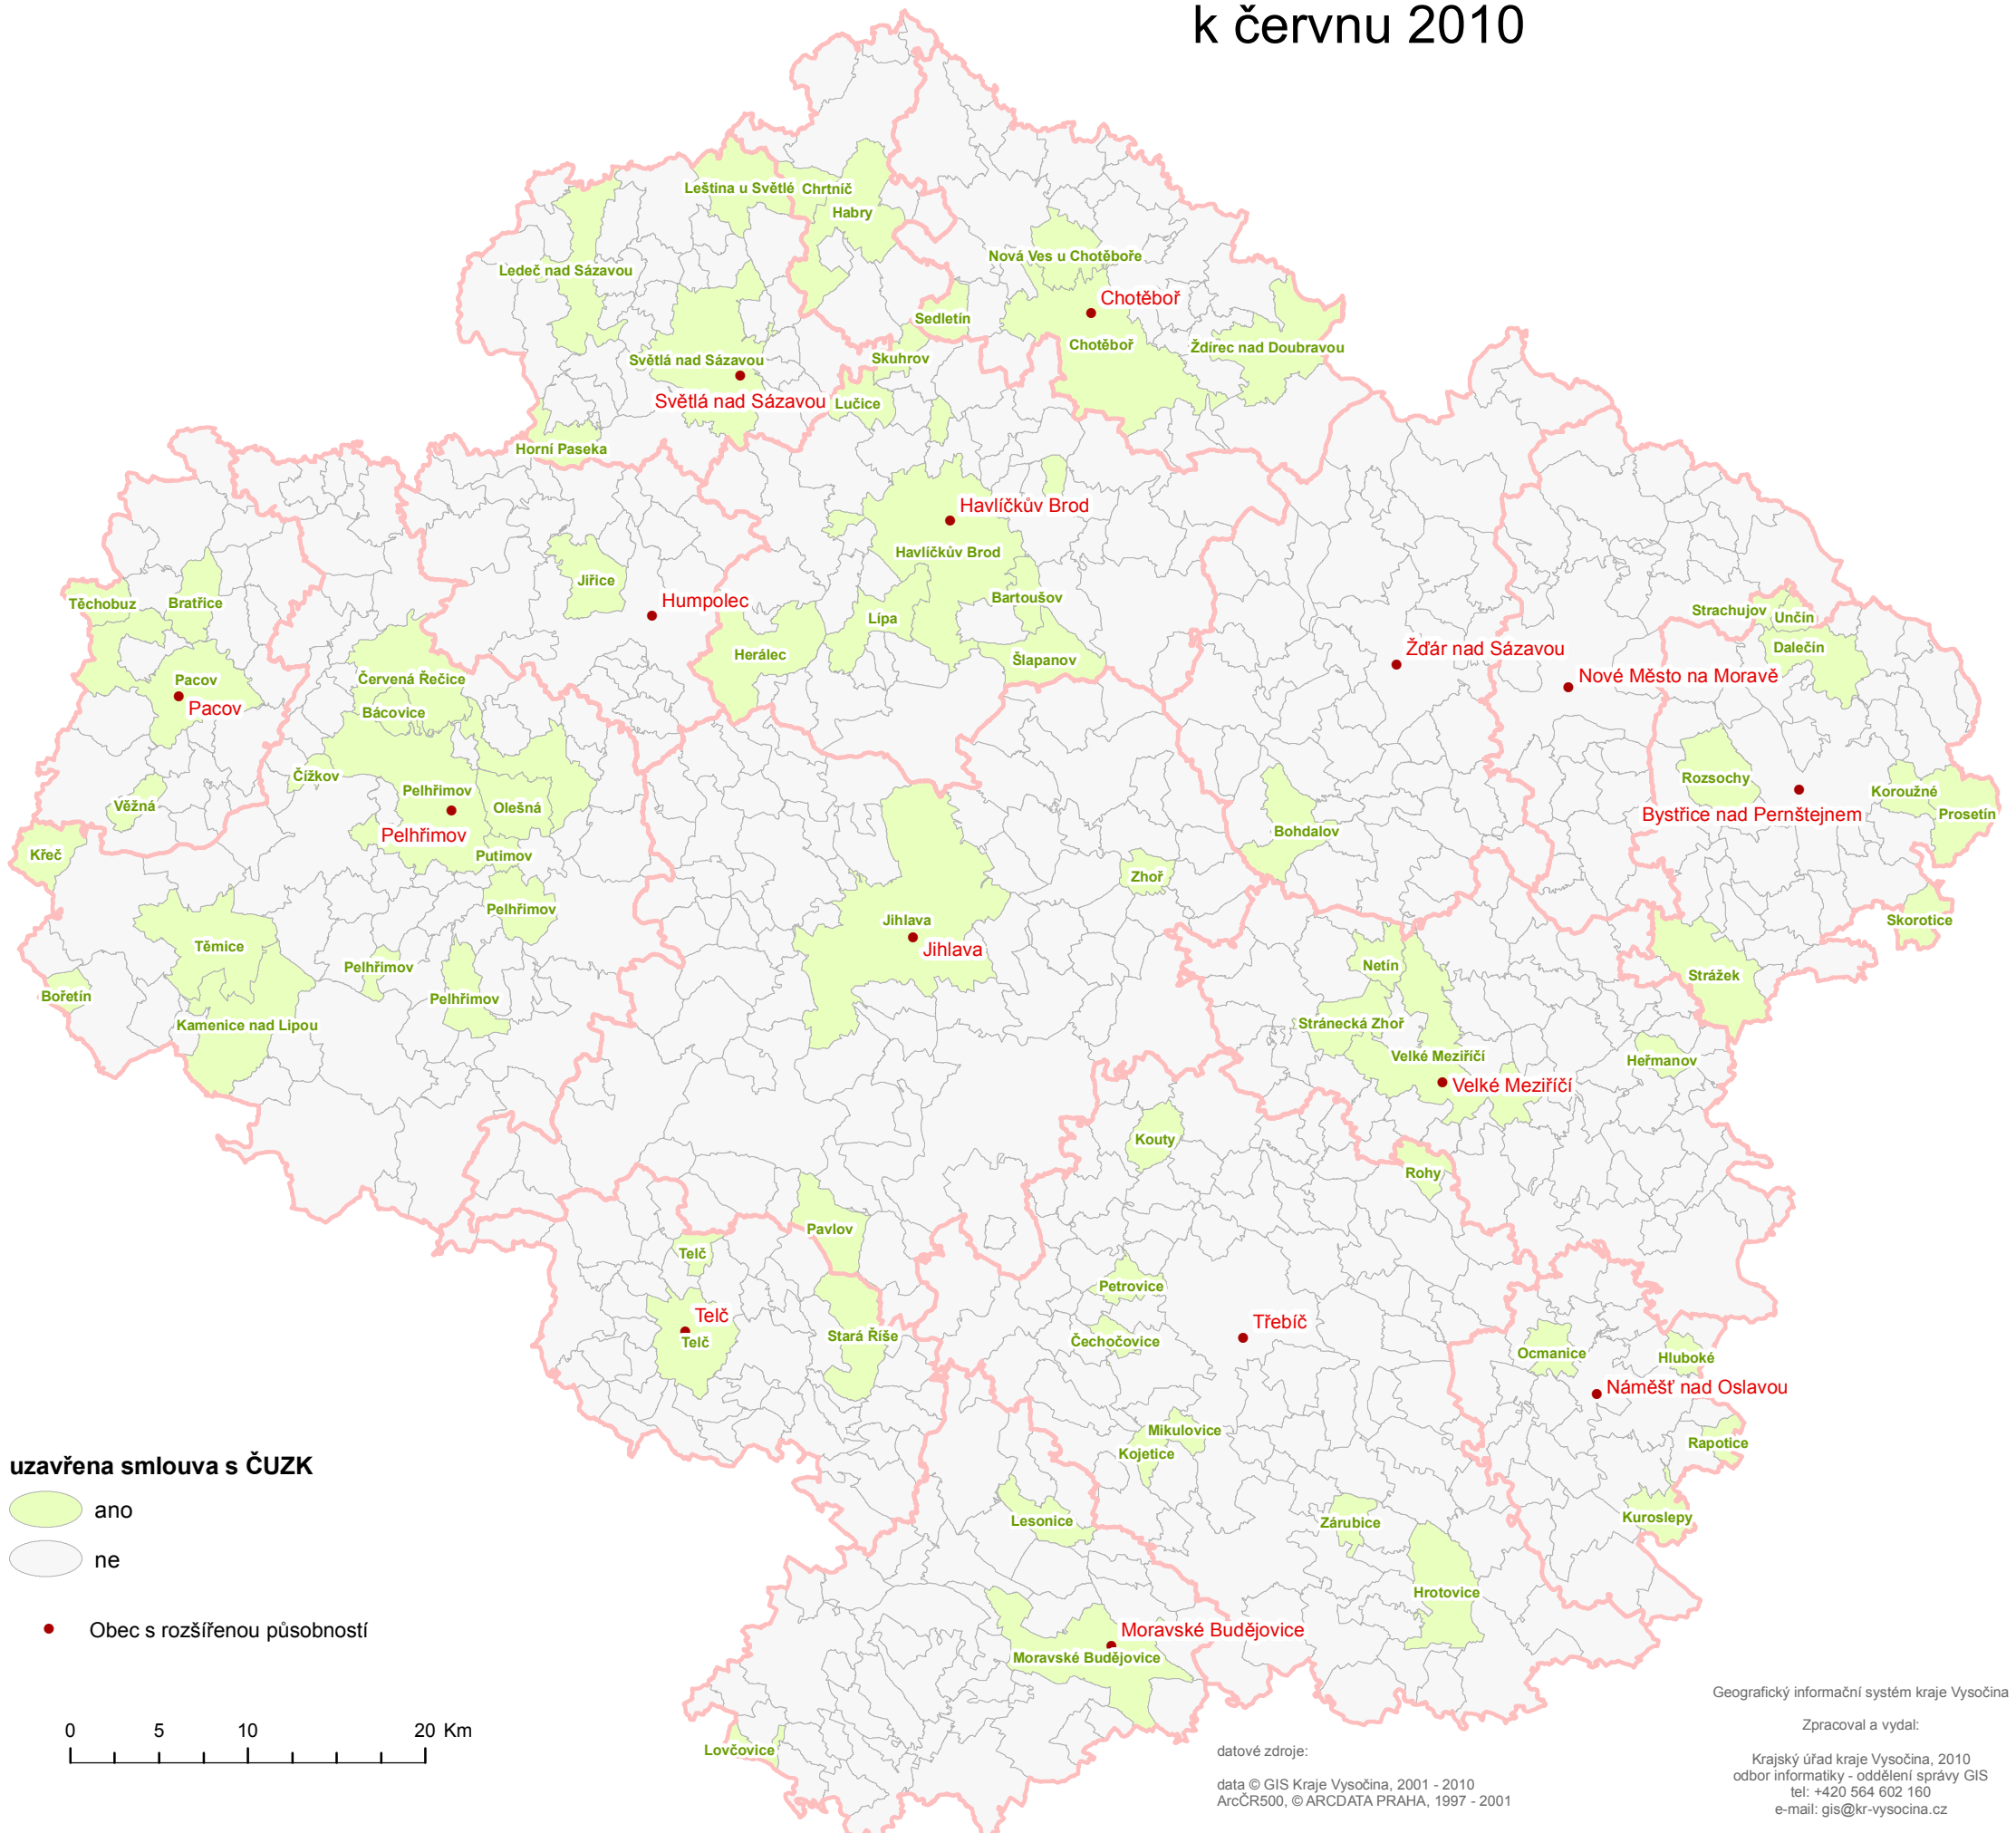 k červnu 2010
Leština u Světlé
Chrtníč
Habry
Ledeč nad Sázavou
Nová Ves u Chotěboře
Chotěboř
Sedletín
Chotěboř
Ždírec nad Doubravou
Skuhrov
Světlá nad Sázavou
Světlá nad Sázavou
Lučice
Horní Paseka
Havlíčkův Brod
Havlíčkův Brod
Jiřice
Humpolec
Těchobuz
Bratřice
Bartoušov
Lípa
Herálec
Šlapanov
Strachujov
Unčín
Dalečín
Žďár nad Sázavou
Nové Město na Moravě
Červená Řečice
Pacov
Pacov
Bácovice
Čížkov
Pelhřimov
Olešná
Věžná
Pelhřimov
Putimov
Křeč
Rozsochy
Koroužné
Prosetín
Bystřice nad Pernštejnem
Bohdalov
Zhoř
Pelhřimov
Jihlava
Jihlava
Skorotice
Těmice
Pelhřimov
Netín
Strážek
Bořetín
Pelhřimov
Kamenice nad Lipou
Stránecká Zhoř
Velké Meziříčí
Heřmanov
Velké Meziříčí
Kouty
Rohy
Pavlov
Telč
Petrovice
Telč
Telč
Stará Říše
Čechočovice
Třebíč
Ocmanice
Hluboké
Náměšť nad Oslavou
Mikulovice
Kojetice
Rapotice
Lesonice
Zárubice
Kuroslepy
Hrotovice
Moravské Budějovice
Moravské Budějovice
Lovčovice
uzavřena smlouva s ČUZK
ano
ne
Obec s rozšířenou působností
0 5 10 20 Km
datové zdroje:
data © GIS Kraje Vysočina, 2001 - 2010
ArcČR500, © ARCDATA PRAHA, 1997 - 2001
Geografický informační systém kraje Vysočina
Zpracoval a vydal:
Krajský úřad kraje Vysočina, 2010
odbor informatiky - oddělení správy GIS
tel: +420 564 602 160
e-mail: gis@kr-vysocina.cz